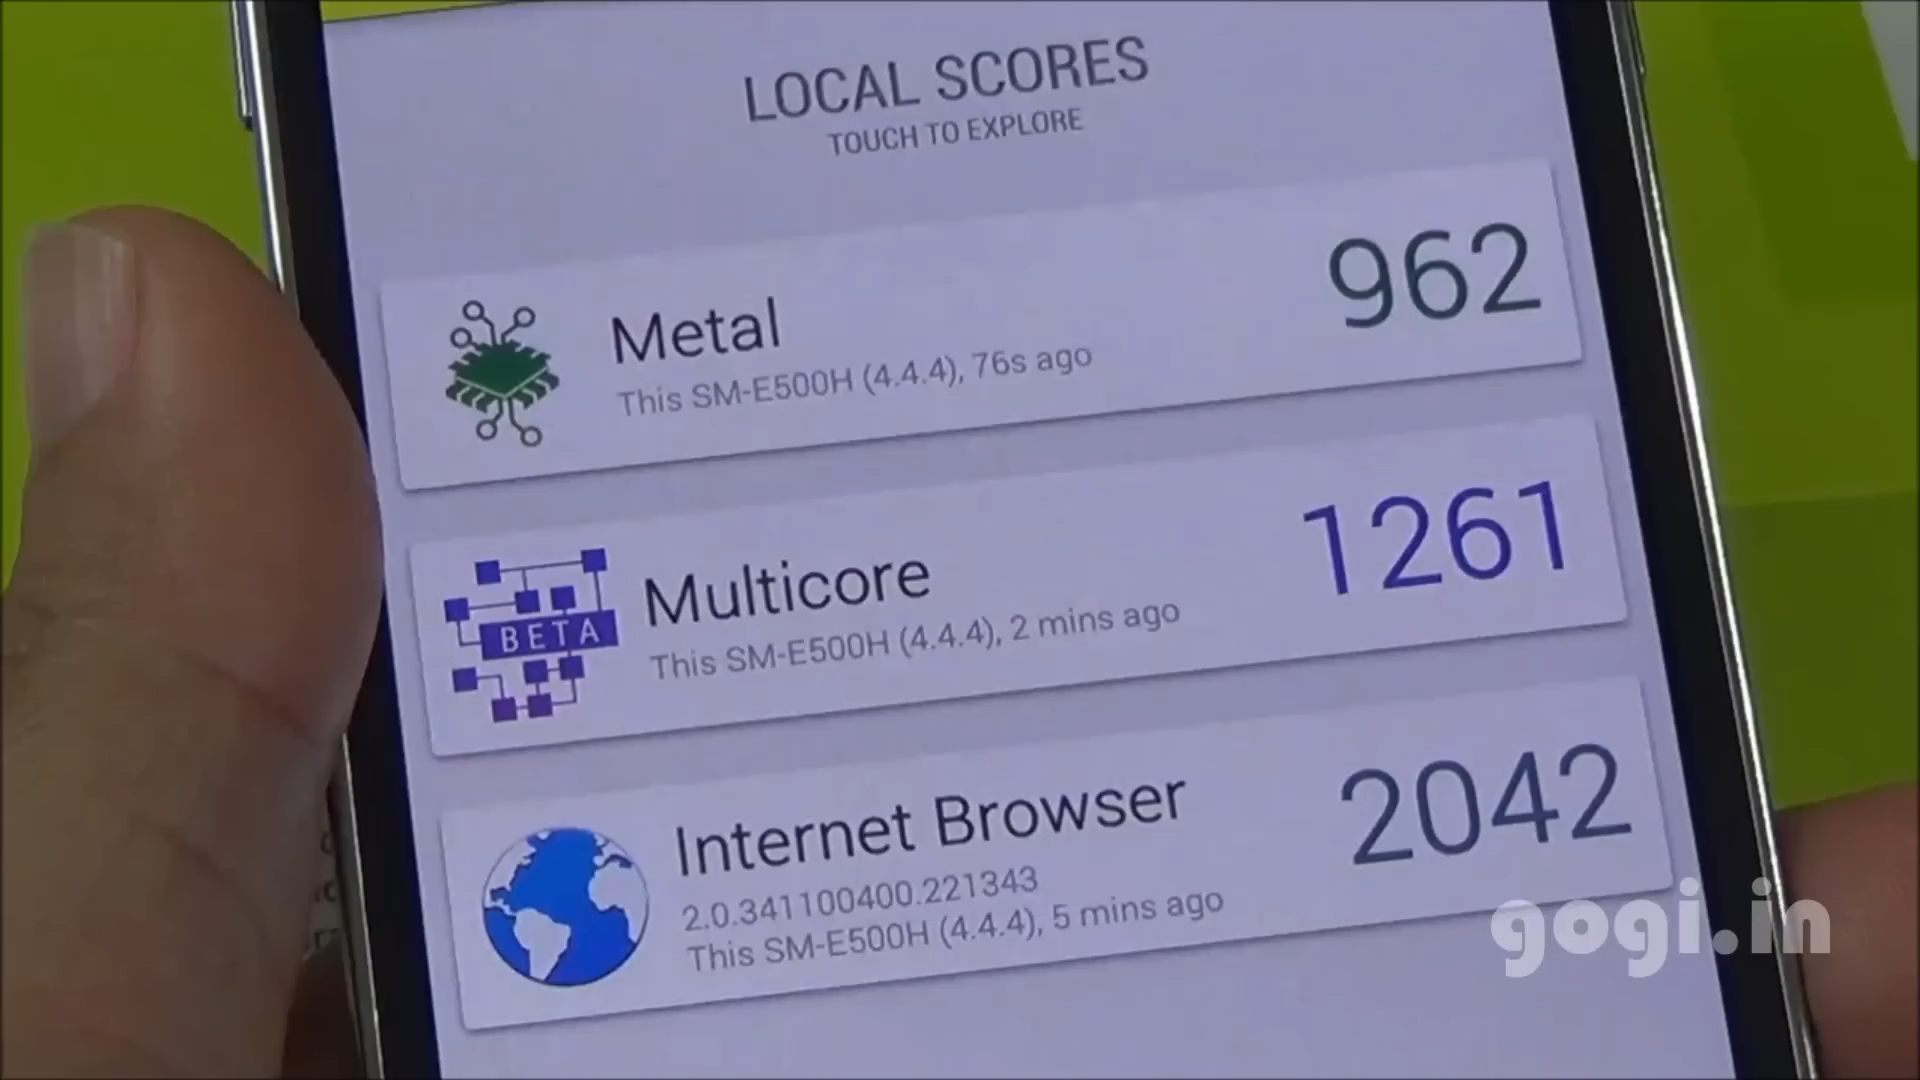 LOCAL SCORES
TOUCH TO EXPLORE
Metal
This SM-E500H (4.4.4), 76s ago
962
BETA
Multicore
This SM-E500H (4.4.4), 2 mins ago
1261
Internet Browser
2.0.341100400.221343
This SM-E500H (4.4.4), 5 mins ago
2042
gogi.in